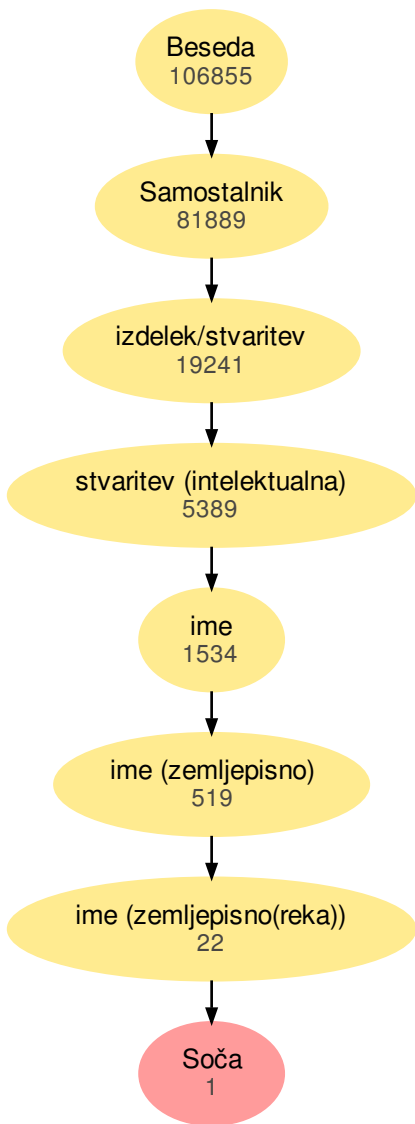 Beseda
106855
Samostalnik
81889
izdelek/stvaritev
19241
stvaritev (intelektualna)
5389
ime
1534
ime (zemljepisno)
519
ime (zemljepisno(reka))
22
Soča
1